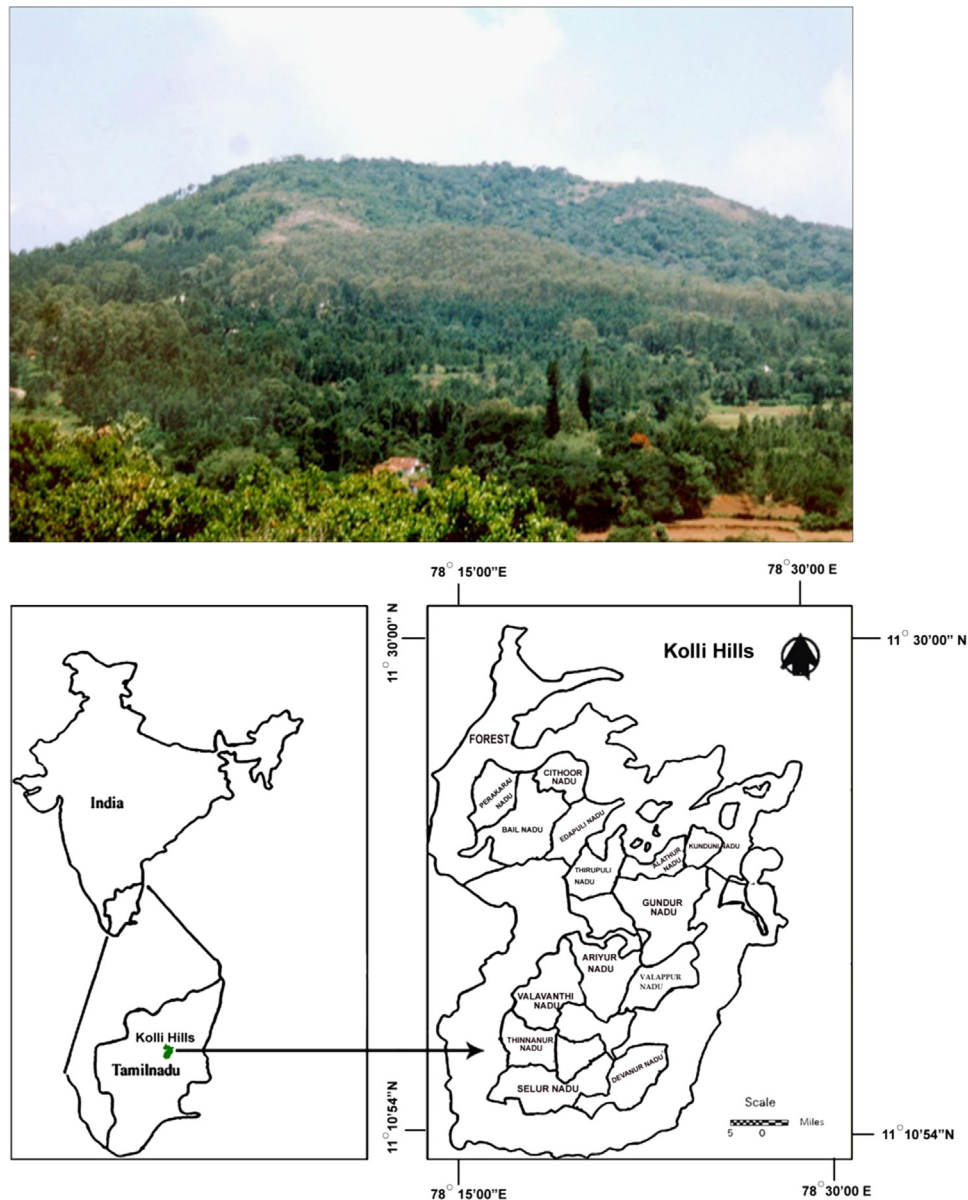 78° 15’00”E
78° 30’00 E
11° 30’00” N
11° 30’00” N
Kolli Hills
FOREST
CITHOOR
NADU
PERAKARAI
NADU
BAIL NADU
EDAPULI NADU
India
KUNDUNI NADU
ALATHUR
NADU
THIRUPULI
NADU
GUNDUR
NADU
ARIYUR
NADU
VALAPPUR
NADU
VALAVANTHI
NADU
Kolli Hills
Tamilnadu
THINNANUR
NADU
DEVANUR NADU
SELUR NADU
Scale
Miles
5 0
11° 10’54”N
11° 10’54”N
78° 15’00”E
78° 30’00 E